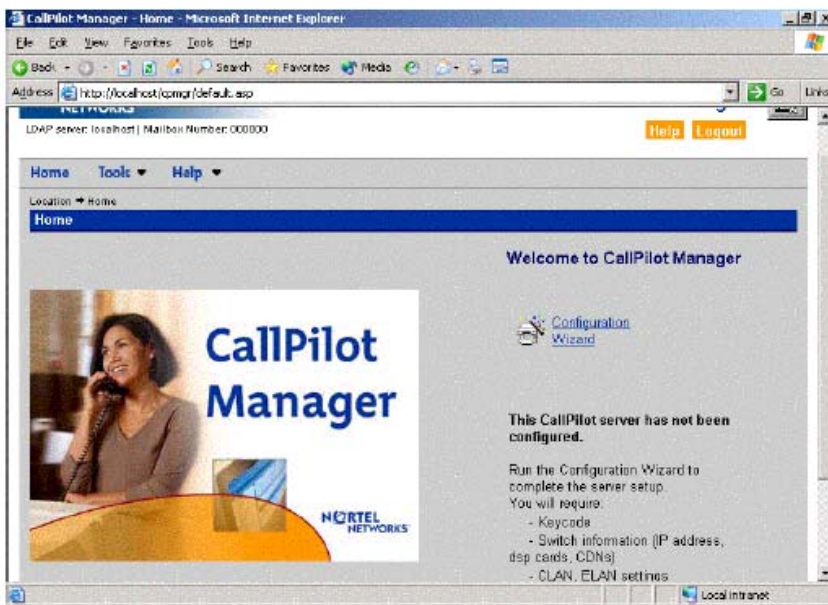 CallPilot Manager - Home - Microsoft Internet Explorer
File Edit View Favorites Tools Help
Back Search Favorites Media
Address http://localhost/cpmgr/default.asp Go Links
NETWORKS
LDAP server: localhost | Mailbox Number: 000000
Help Logout
Home Tools Help
Location → Home
Home
Welcome to CallPilot Manager
Configuration
Wizard
CallPilot
Manager
NORTEL
NETWORKS
This CallPilot server has not been
configured.
Run the Configuration Wizard to
complete the server setup.
You will require:
- Keycode
- Switch information (IP address,
dsp cards, CDNs)
- CLAN, ELAN settings
Local intranet